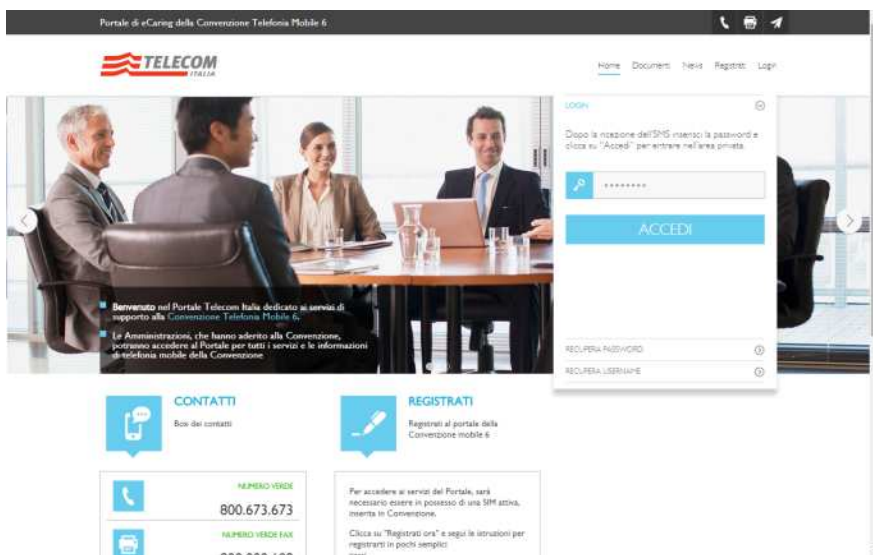 Portale di eCaring della Convenzione Telefonia Mobile 6
TELECOM
ITALIA
Home Documenti News Registrati Login
LOGIN
Dopo la ricezione dell'SMS inserisci la password e
clicca su "Accedi" per entrare nell'area privata.
ACCEDI
Benvenuto nel Portale Telecom Italia dedicato ai servizi di
supporto alla Convenzione Telefonia Mobile 6.
Le Amministrazioni, che hanno aderito alla Convenzione,
potranno accedere al Portale per tutti i servizi e le informazioni
di telefonia mobile della Convenzione
RECUPERA PASSWORD
RECUPERA USERNAME
CONTATTI
Box dei contatti
REGISTRATI
Registrati al portale della
Convenzione mobile 6
NUMERO VERDE
800.673.673
NUMERO VERDE FAX
Per accedere ai servizi del Portale, sarà
necessario essere in possesso di una SIM attiva,
inserita in Convenzione.
Clicca su "Registrati ora" e segui le istruzioni per
registrarti in pochi semplici